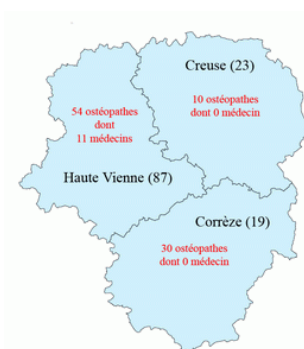 Creuse (23)
10 ostéopathes
dont 0 médecin
54 ostéopathes
dont
11 médecins
Haute Vienne (87)
Corrèze (19)
30 ostéopathes
dont 0 médecin